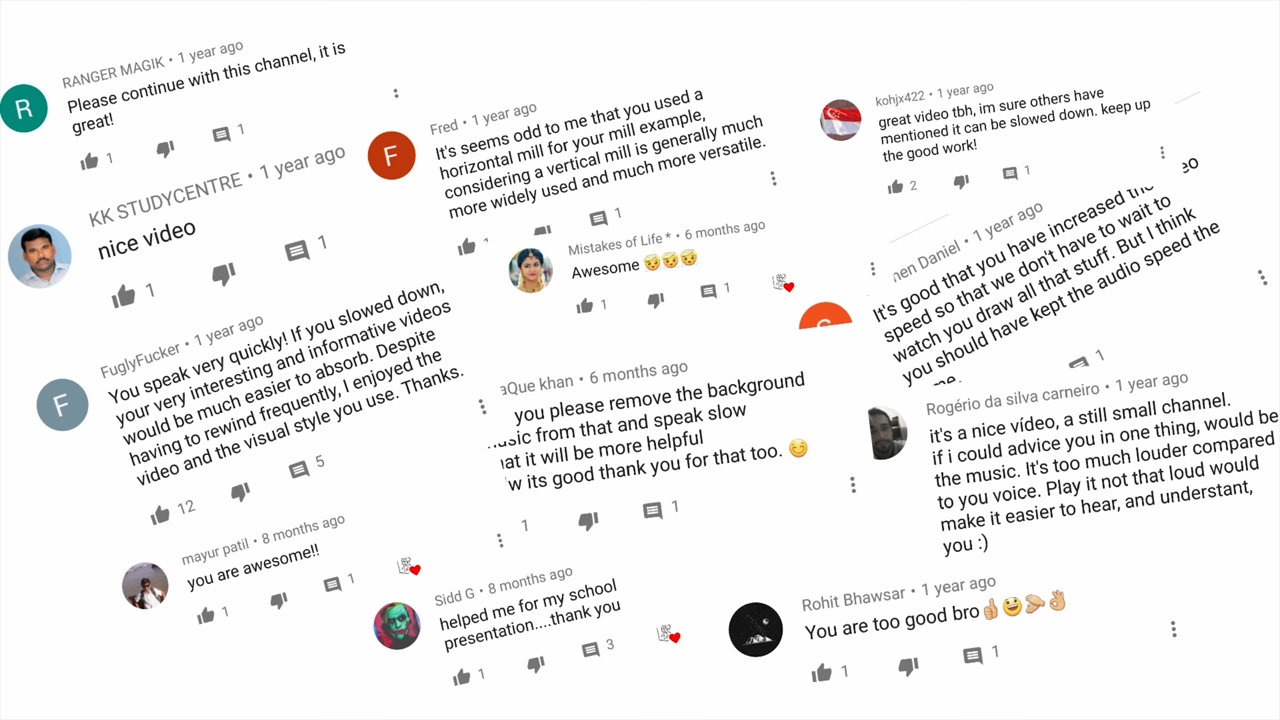 RANGER MAGIK • 1 year ago
Please continue with this channel, it is
great!
1
1
R
KK STUDYCENTRE • 1 year ago
nice video
1
1
FuglyFucker • 1 year ago
You speak very quickly! If you slowed down,
your very interesting and informative videos
would be much easier to absorb. Despite
having to rewind frequently, I enjoyed the
video and the visual style you use. Thanks.
F
12
5
mayur patil • 8 months ago
you are awesome!!
1
1
Fred • 1 year ago
It's seems odd to me that you used a
horizontal mill for your mill example,
considering a vertical mill is generally much
more widely used and much more versatile.
F
1
Mistakes of Life * • 6 months ago
Awesome 😇😇😇
1
1
aQue khan • 6 months ago
you please remove the background
from that and speak slow
it will be more helpful
its good thank you for that too. 😊
1
1
Sidd G • 8 months ago
helped me for my school
presentation....thank you
1
3
kohjx422 • 1 year ago
great video tbh, im sure others have
mentioned it can be slowed down. keep up
the good work!
2
1
Daniel • 1 year ago
It's good that you have increased
speed so that we don't have to wait to
watch you draw all that stuff. But I think
you should have kept the audio speed the
1
Rogério da silva carneiro • 1 year ago
it's a nice vídeo, a still small channel.
if i could advice you in one thing, would be
the music. It's too much louder compared
to you voice. Play it not that loud would
make it easier to hear, and understant,
you :)
Rohit Bhawsar • 1 year ago
You are too good bro👍😃🤝👌
1
1